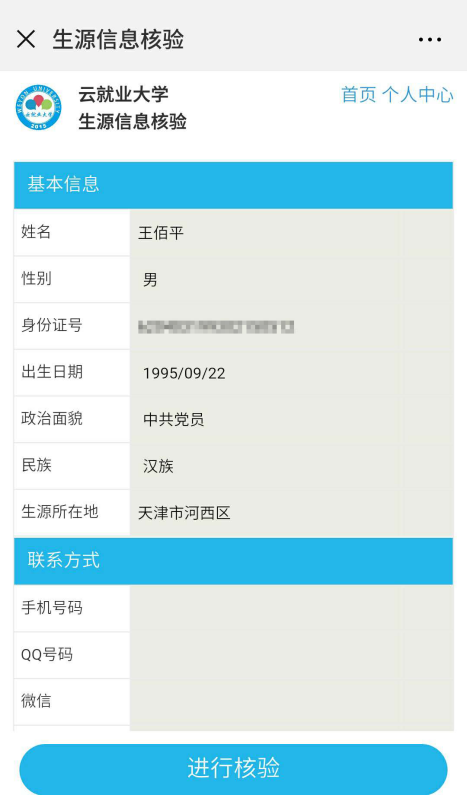 生源信息核验
云就业大学
生源信息核验
首页 个人中心
基本信息
姓名 王佰平
性别 男
身份证号
出生日期 1995/09/22
政治面貌 中共党员
民族 汉族
生源所在地 天津市河西区
联系方式
手机号码
QQ号码
微信
进行核验